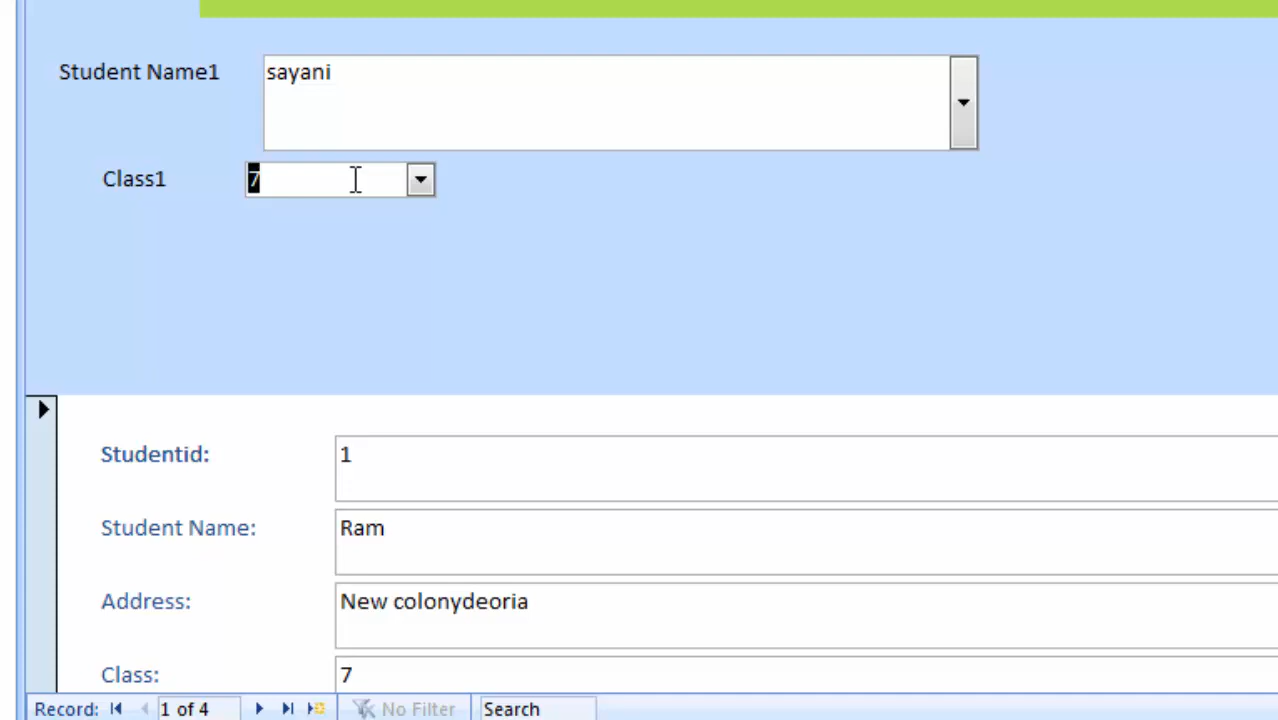 Student Name1 sayani
Class1 7
Studentid: 1
Student Name: Ram
Address: New colonydeoria
Class: 7
Record: 1 of 4 No Filter Search